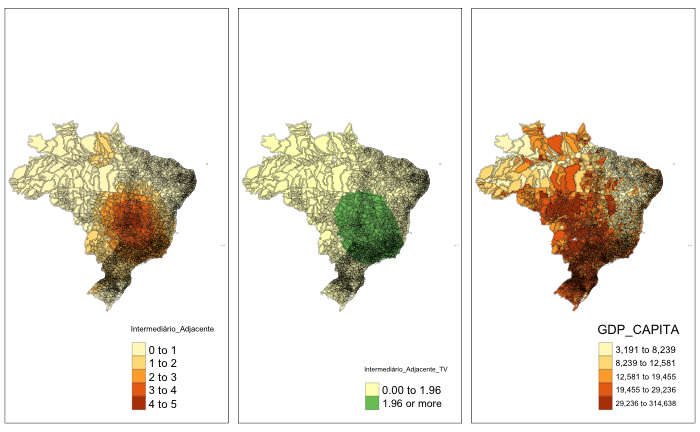 Intermediário_Adjacente
0 to 1
1 to 2
2 to 3
3 to 4
4 to 5
Intermediário_Adjacente_TV
0.00 to 1.96
1.96 or more
GDP_CAPITA
3,191 to 8,239
8,239 to 12,581
12,581 to 19,455
19,455 to 29,236
29,236 to 314,638